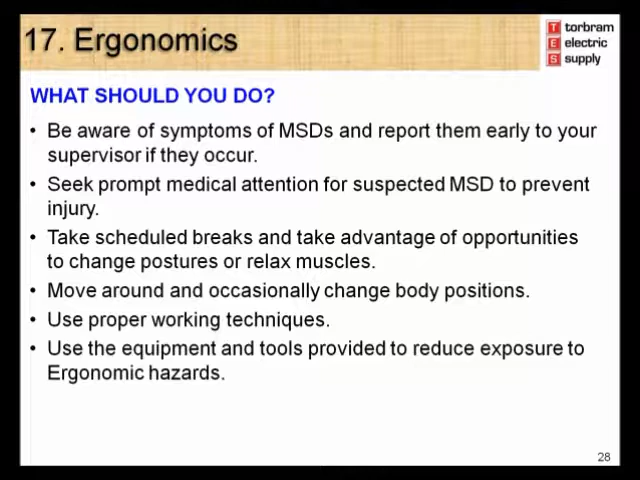 17. Ergonomics
T torbram
E electric
S supply
WHAT SHOULD YOU DO?
• Be aware of symptoms of MSDs and report them early to your
supervisor if they occur.
• Seek prompt medical attention for suspected MSD to prevent
injury.
• Take scheduled breaks and take advantage of opportunities
to change postures or relax muscles.
• Move around and occasionally change body positions.
• Use proper working techniques.
• Use the equipment and tools provided to reduce exposure to
Ergonomic hazards.
28